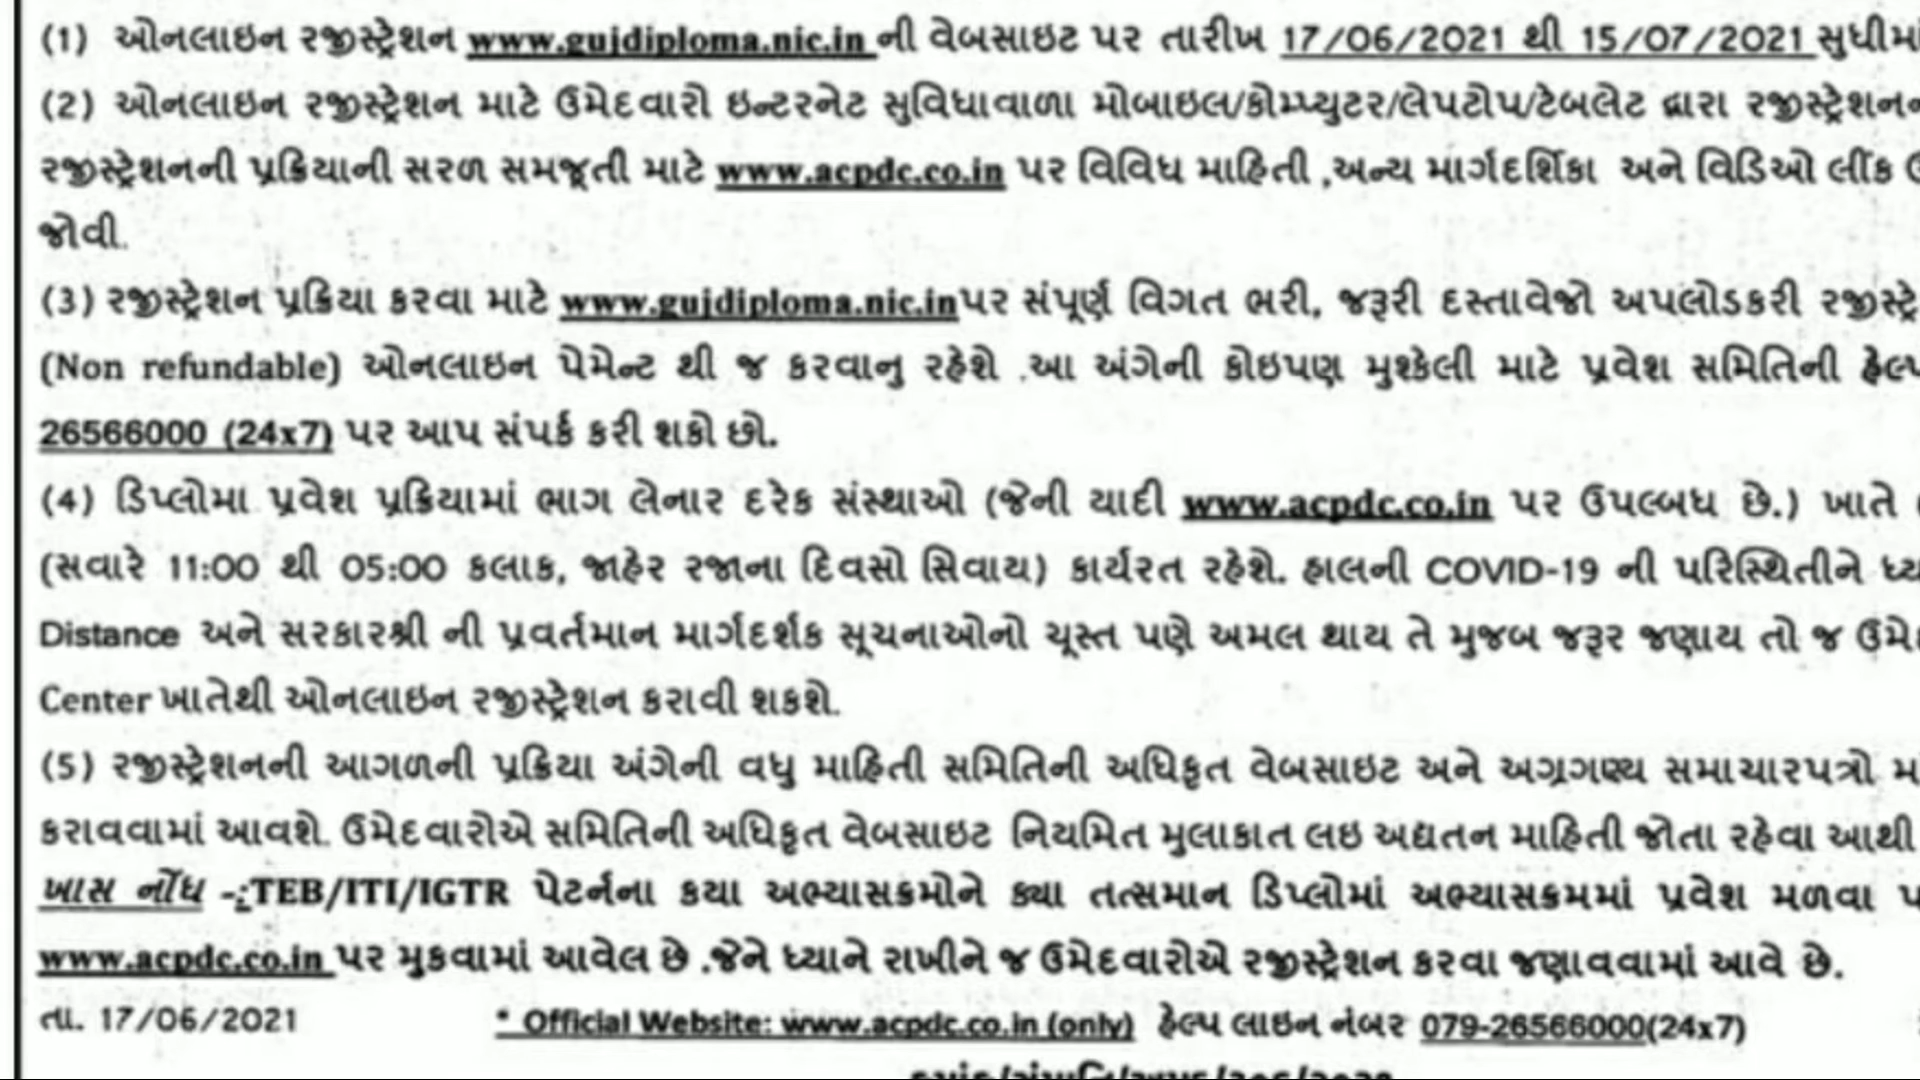 (1) ઓનલાઇન રજીસ્ટ્રેશન www.gujdiploma.nic.in ની વેબસાઇટ પર તારીખ 17/06/2021 થી 15/07/2021 સુધીમાં
(2) ઓનલાઇન રજીસ્ટ્રેશન માટે ઉમેદવારો ઇન્ટરનેટ સુવિધાવાળા મોબાઇલ/કોમ્પ્યુટર/લેપટોપ/ટેબલેટ દ્વારા રજીસ્ટ્રેશન
રજીસ્ટ્રેશનની પ્રક્રિયાની સરળ સમજૂતી માટે www.acpdc.co.in પર વિવિધ માહિતી ,અન્ય માર્ગદર્શિકા અને વિડિઓ લીંક
જોવી.
(3) રજીસ્ટ્રેશન પ્રક્રિયા કરવા માટે www.gujdiploma.nic.inપર સંપૂર્ણ વિગત ભરી, જરૂરી દસ્તાવેજો અપલોડકરી
(Non refundable) ઓનલાઇન પેમેન્ટ થી જ કરવાનુ રહેશે .આ અંગેની કોઇપણ મુશ્કેલી માટે પ્રવેશ સમિતિની
26566000 (24x7) પર આપ સંપર્ક કરી શકો છો.
(4) ડિપ્લોમા પ્રવેશ પ્રક્રિયામાં ભાગ લેનાર દરેક સંસ્થાઓ (જેની યાદી www.acpdc.co.in પર ઉપલ્બધ છે.) ખાતે
(સવારે 11:00 થી 05:00 કલાક, જાહેર રજાના દિવસો સિવાય) કાર્યરત રહેશે. હાલની COVID-19 ની પરિસ્થિતીને
Distance અને સરકારશ્રી ની પ્રવર્તમાન માર્ગદર્શક સૂચનાઓનો ચૂસ્ત પણે અમલ થાય તે મુજબ જરૂર જણાય તો જ
Center ખાતેથી ઓનલાઇન રજીસ્ટ્રેશન કરાવી શકશે.
(5) રજીસ્ટ્રેશનની આગળની પ્રક્રિયા અંગેની વધુ માહિતી સમિતિની અધિકૃત વેબસાઇટ અને અગ્રગણ્ય સમાચારપત્રો
કરાવવામાં આવશે. ઉમેદવારોએ સમિતિની અધિકૃત વેબસાઇટ નિયમિત મુલાકાત લઇ અદ્યતન માહિતી જોતા રહેવા આથી
ખાસ નોંધ -:TEB/ITI/IGTR પેટર્નના કયા અભ્યાસક્રમોને ક્યા તત્સમાન ડિપ્લોમાં અભ્યાસક્રમમાં પ્રવેશ મળવા
www.acpdc.co.in પર મુકવામાં આવેલ છે .જેને ધ્યાને રાખીને જ ઉમેદવારોએ રજીસ્ટ્રેશન કરવા જણાવવામાં આવે છે.
તા. 17/06/2021 * Official Website: www.acpdc.co.in (only) હેલ્પ લાઇન નંબર 079-26566000(24x7)